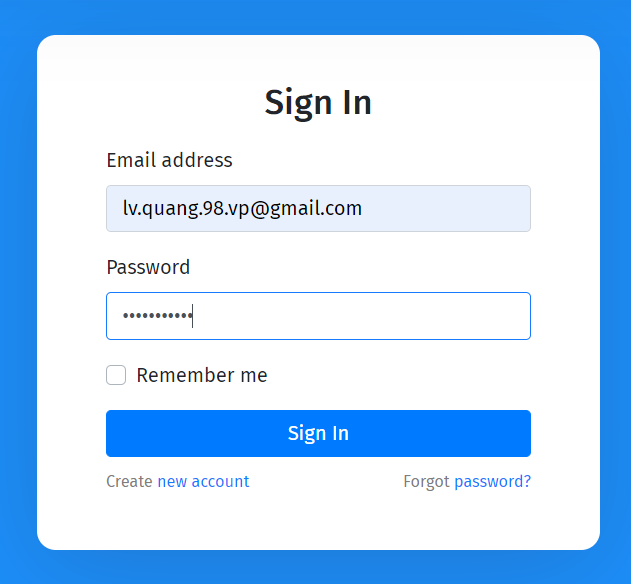 Sign In
Email address
lv.quang.98.vp@gmail.com
Password
•••••••••••
Remember me
Sign In
Create new account
Forgot password?